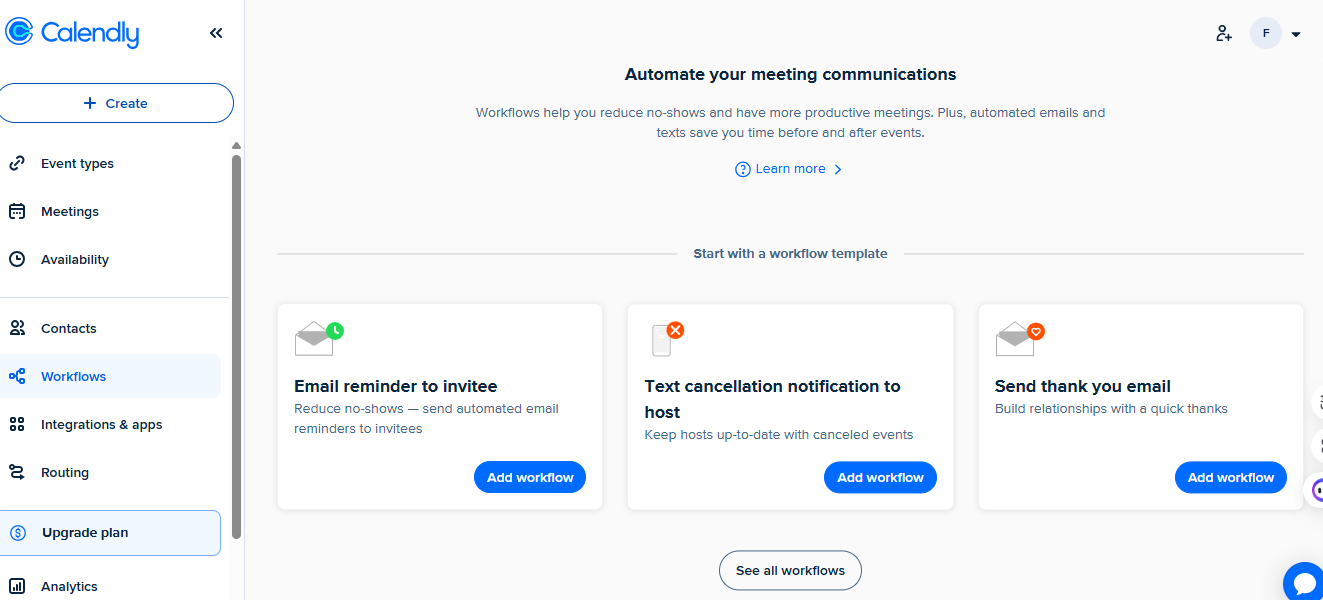 Calendly
Create
Event types
Meetings
Availability
Contacts
Workflows
Integrations & apps
Routing
Upgrade plan
Analytics
F
Automate your meeting communications
Workflows help you reduce no-shows and have more productive meetings. Plus, automated emails and
texts save you time before and after events.
Learn more
Start with a workflow template
Email reminder to invitee
Reduce no-shows — send automated email
reminders to invitees
Add workflow
Text cancellation notification to
host
Keep hosts up-to-date with canceled events
Add workflow
Send thank you email
Build relationships with a quick thanks
Add workflow
See all workflows